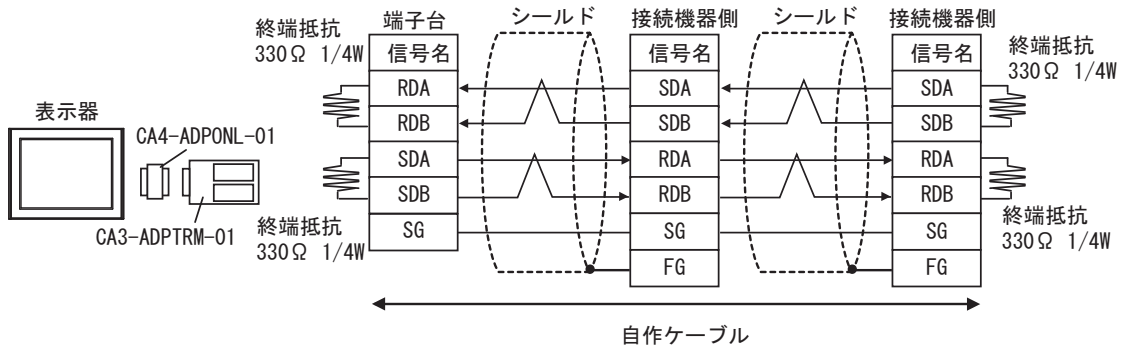 端子台
シールド
接続機器側
シールド
接続機器側
終端抵抗
330Ω 1/4W
信号名
信号名
信号名
終端抵抗
330Ω 1/4W
RDA
SDA
SDA
RDB
SDB
SDB
表示器
CA4-ADPONL-01
SDA
RDA
RDA
SDB
RDB
RDB
CA3-ADPTRM-01
終端抵抗
330Ω 1/4W
SG
SG
SG
終端抵抗
330Ω 1/4W
FG
FG
自作ケーブル